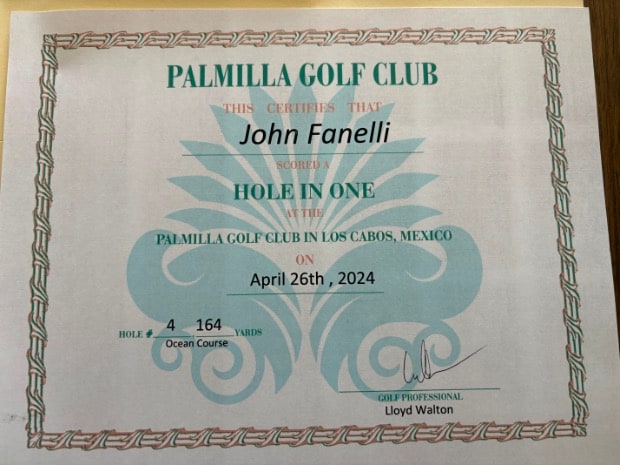 PALMILLA GOLF CLUB
THIS CERTIFIES THAT
John Fanelli
SCORED A
HOLE IN ONE
AT THE
PALMILLA GOLF CLUB IN LOS CABOS, MEXICO
ON
April 26th , 2024
HOLE # 4 164 YARDS
Ocean Course
GOLF PROFESSIONAL
Lloyd Walton